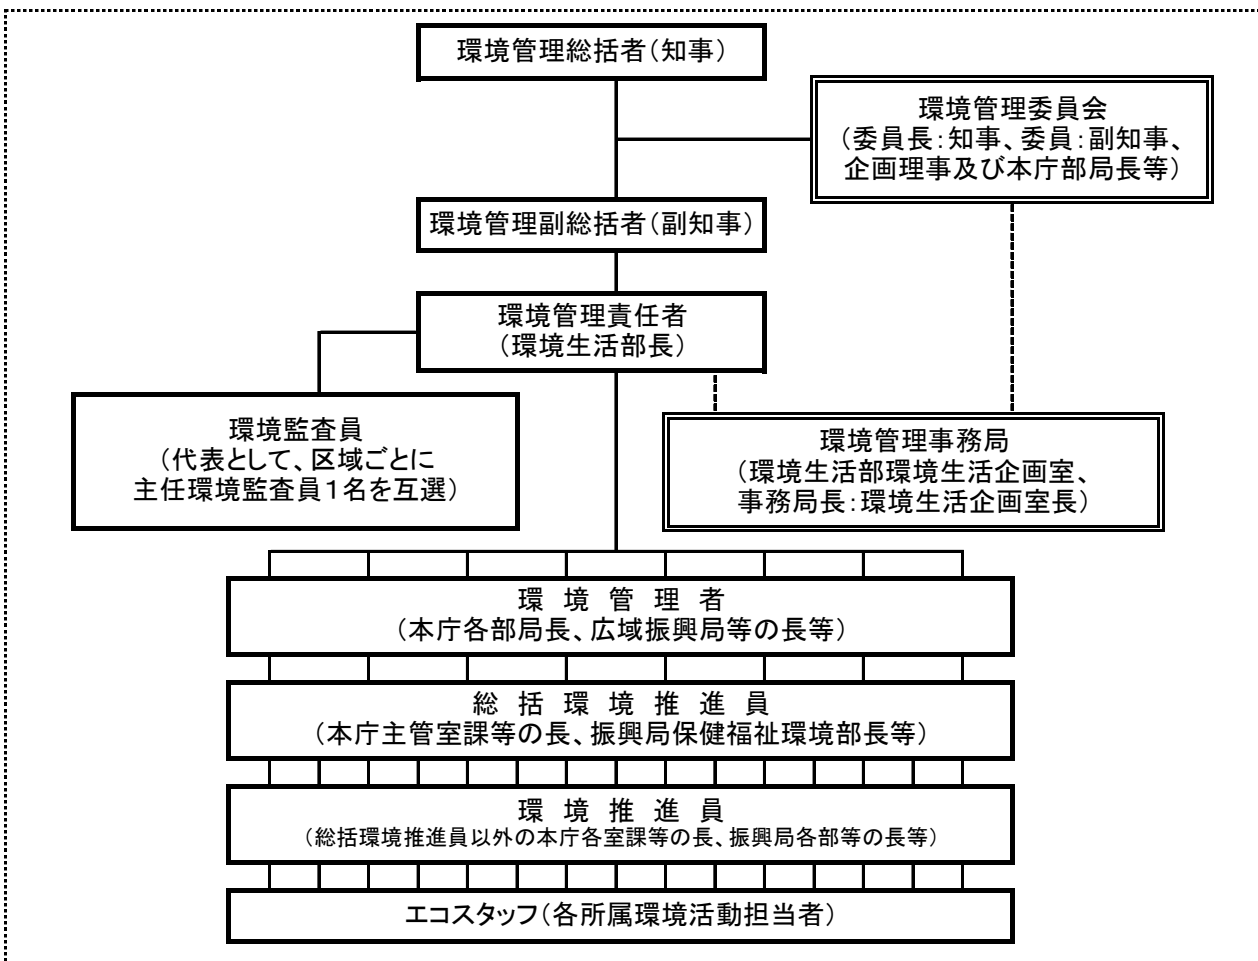 環境管理総括者(知事)
環境管理委員会
(委員長:知事、委員:副知事、
企画理事及び本庁部局長等)
環境管理副総括者(副知事)
環境管理責任者
(環境生活部長)
環境監査員
(代表として、区域ごとに
主任環境監査員1名を互選)
環境管理事務局
(環境生活部環境生活企画室、
事務局長:環境生活企画室長)
環 境 管 理 者
(本庁各部局長、広域振興局等の長等)
総 括 環 境 推 進 員
(本庁主管室課等の長、振興局保健福祉環境部長等)
環 境 推 進 員
(総括環境推進員以外の本庁各室課等の長、振興局各部等の長等)
エコスタッフ(各所属環境活動担当者)